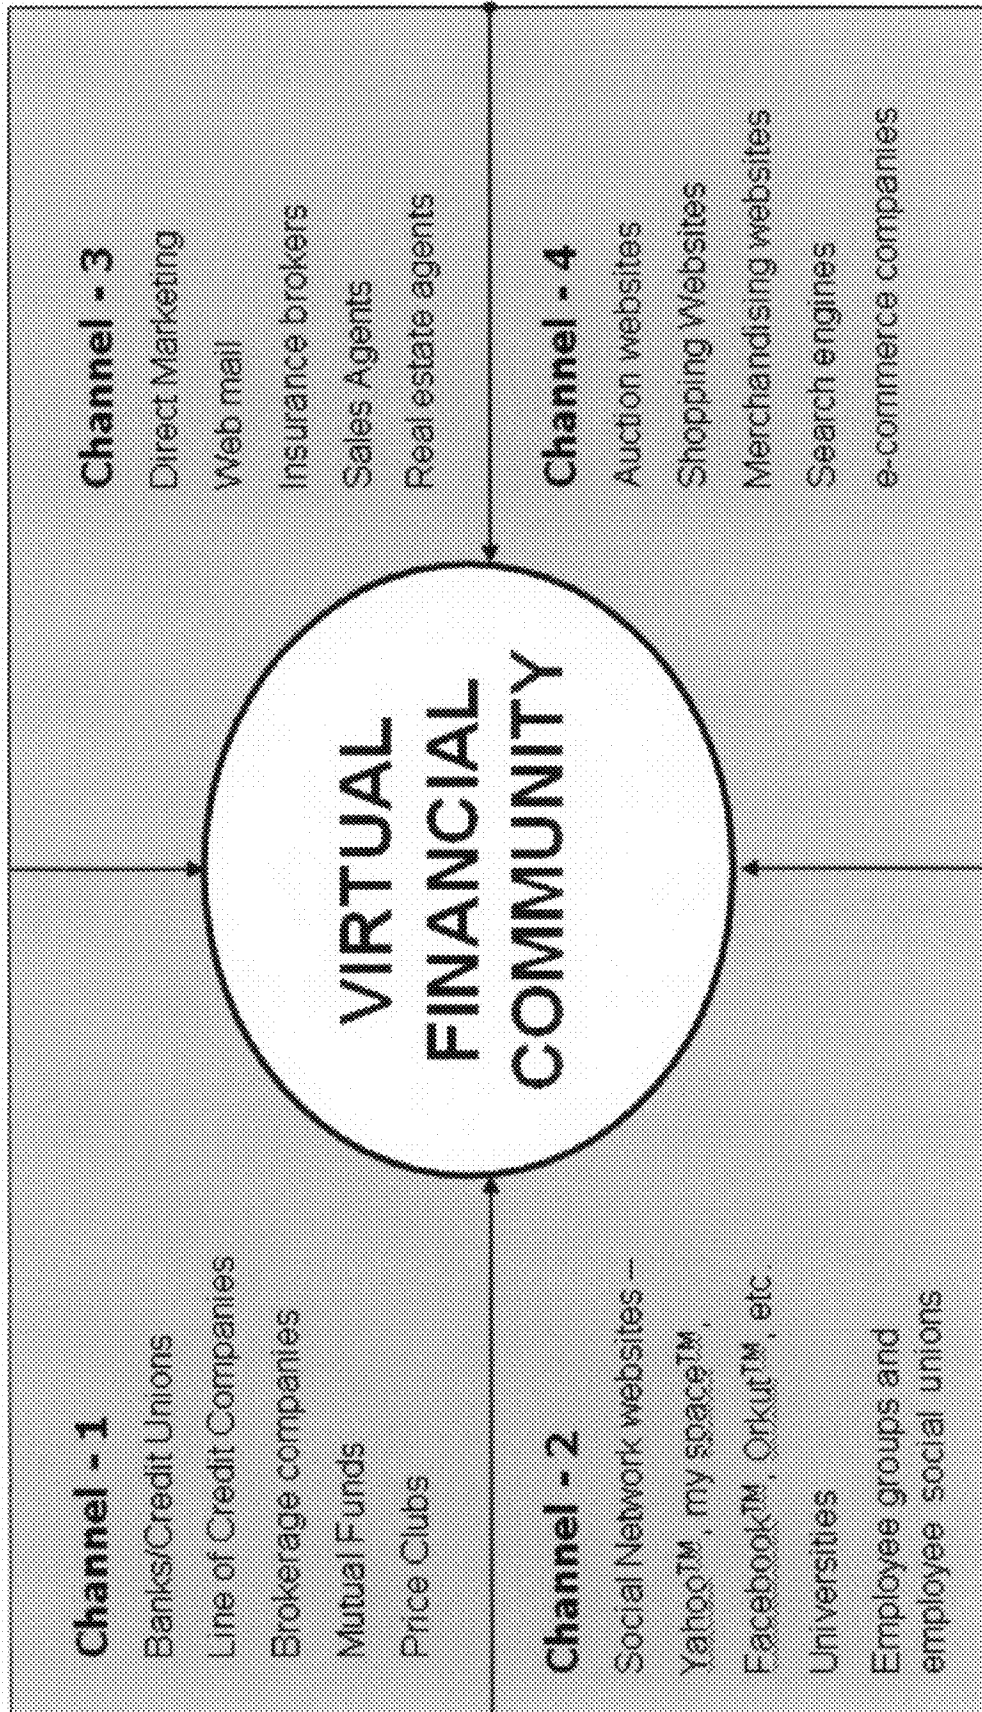 Channel - 1
Banks/Credit Unions
Line of Credit Companies
Brokerage companies
Mutual Funds
Price Clubs
Channel - 3
Direct Marketing
Web mail
Insurance brokers
Sales Agents
Real estate agents
VIRTUAL
FINANCIAL
COMMUNITY
Channel - 2
Social Network websites –
Yahoo™, my space™,
Facebook™, Orkut™, etc.
Universities
Employee groups and
employee social unions
Channel - 4
Auction websites
Shopping Websites
Merchandising websites
Search engines
e-commerce companies